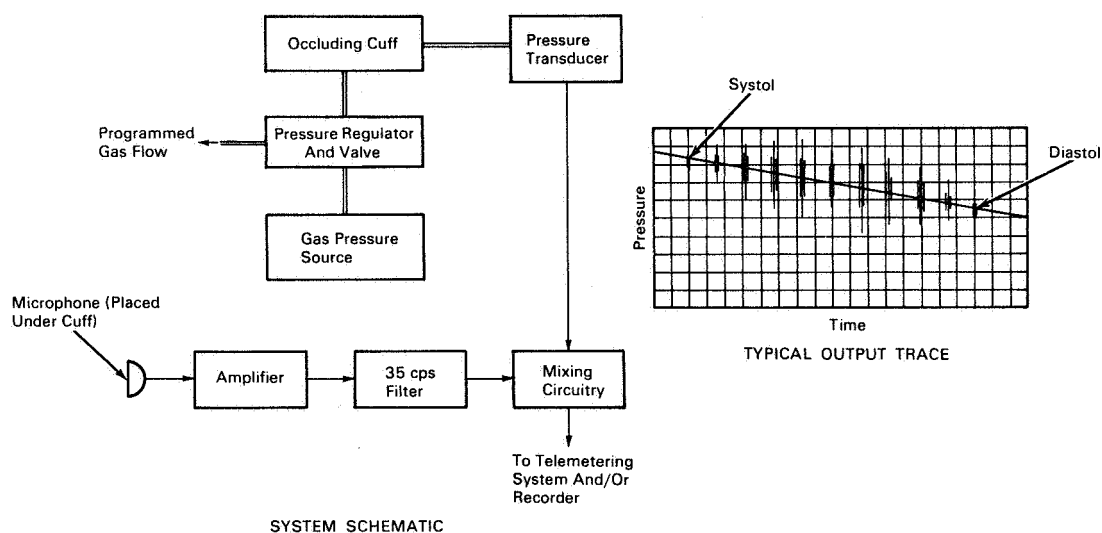 Occluding Cuff
Pressure
Transducer
Programmed
Gas Flow
Pressure Regulator
And Valve
Gas Pressure
Source
Microphone (Placed
Under Cuff)
Amplifier
35 cps
Filter
Mixing
Circuitry
To Telemetering
System And/Or
Recorder
SYSTEM SCHEMATIC
Systol
Diastol
Pressure
Time
TYPICAL OUTPUT TRACE